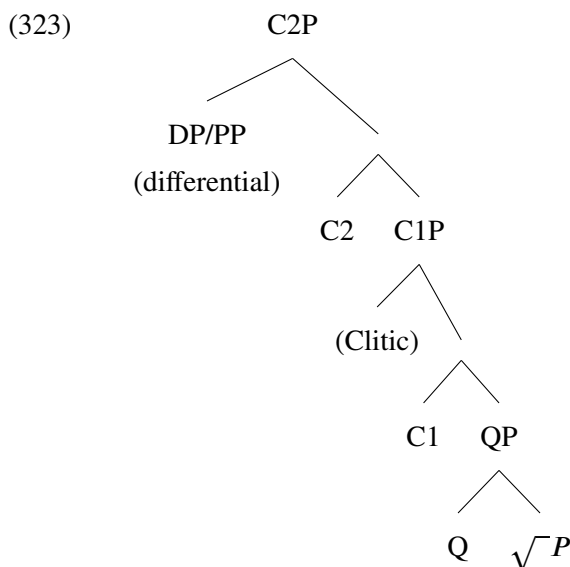 (323) C2P
DP/PP
(differential)
C2 C1P
(Clitic)
C1 QP
Q √P